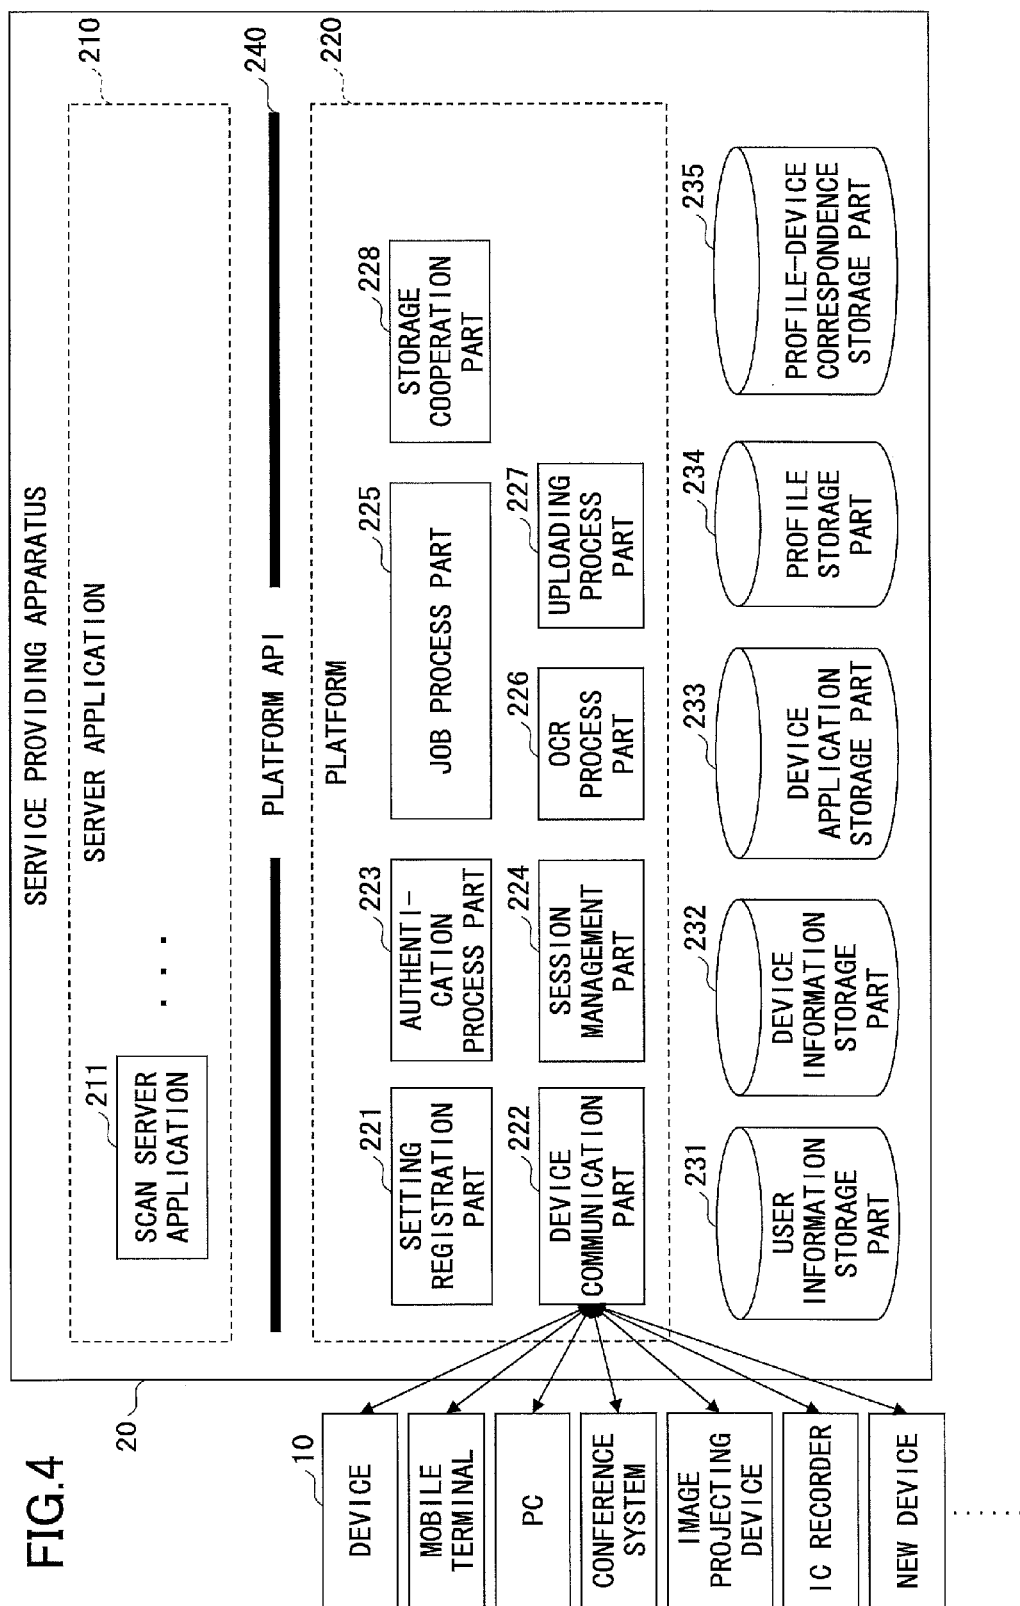 FIG.4
SERVICE PROVIDING APPARATUS
20
SERVER APPLICATION
210
SCAN SERVER
APPLICATION
211
. . .
PLATFORM API
240
PLATFORM
220
SETTING
REGISTRATION
PART
221
AUTHENTI-
CATION
PROCESS PART
223
JOB PROCESS PART
225
STORAGE
COOPERATION
PART
228
DEVICE
COMMUNICATION
PART
222
SESSION
MANAGEMENT
PART
224
OCR
PROCESS
PART
226
UPLOADING
PROCESS
PART
227
USER
INFORMATION
STORAGE
PART
231
DEVICE
INFORMATION
STORAGE
PART
232
DEVICE
APPLICATION
STORAGE PART
233
PROFILE
STORAGE
PART
234
PROFILE-DEVICE
CORRESPONDENCE
STORAGE PART
235
10
DEVICE
MOBILE
TERMINAL
PC
CONFERENCE
SYSTEM
IMAGE
PROJECTING
DEVICE
IC RECORDER
NEW DEVICE
......